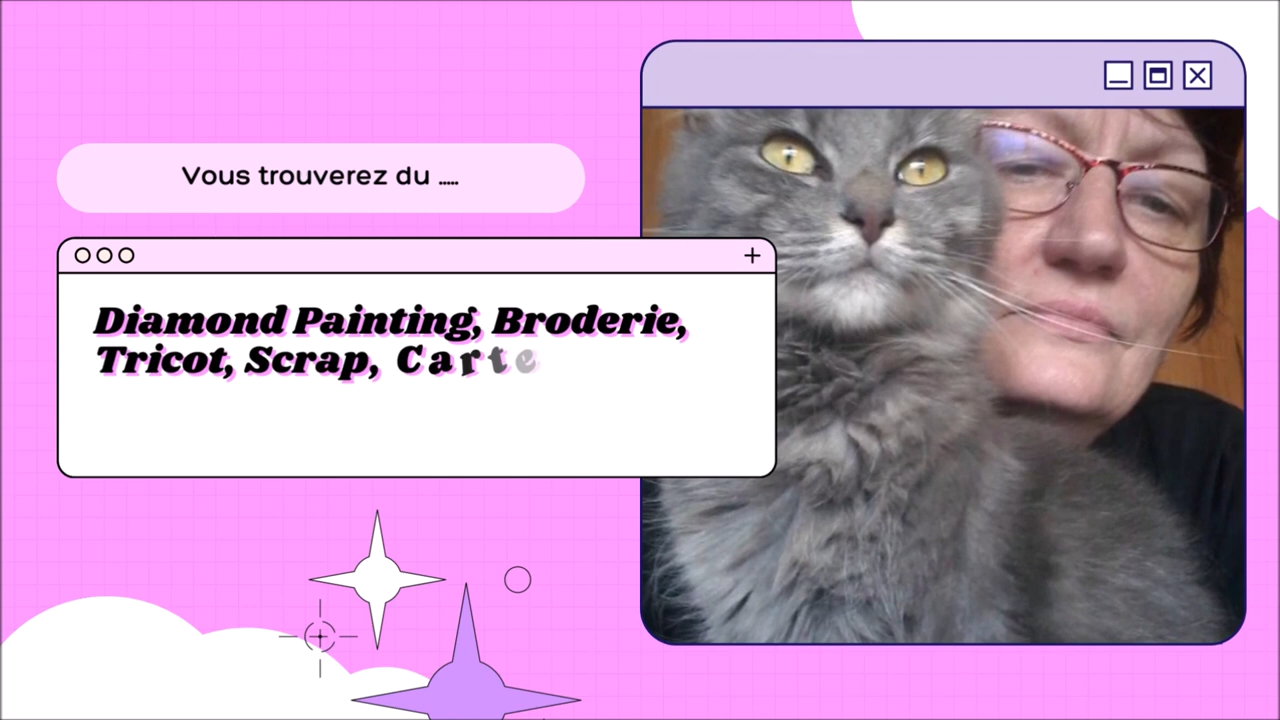 Vous trouverez du .....
Diamond Painting, Broderie,
Tricot, Scrap, Carte